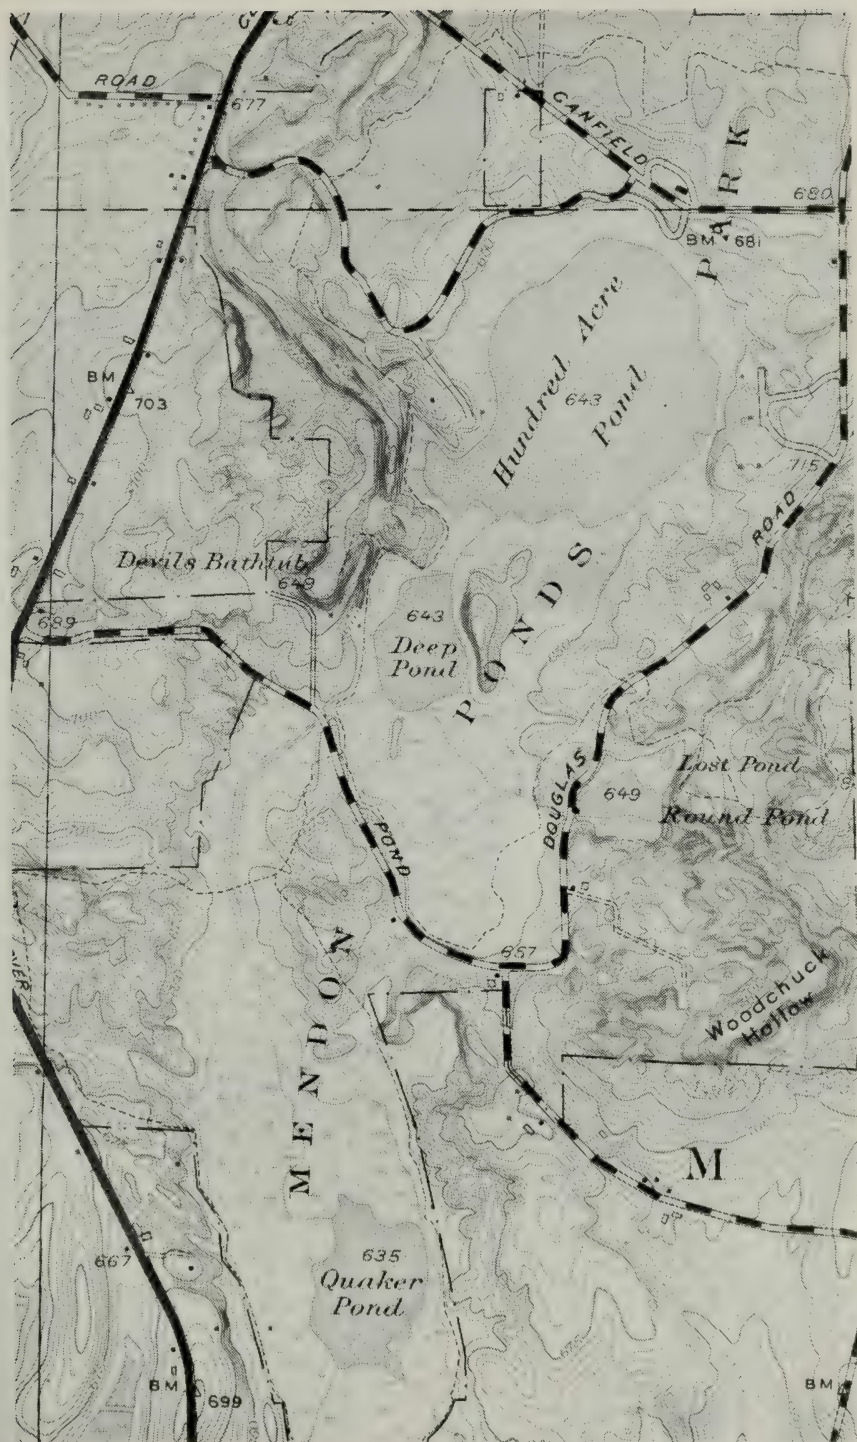 ROAD
677
CANFIELD
PARK
680
BM 681
Hundred Acre
Pond
643
BM
703
700
715
ROAD
Devils Bathtub
648
689
643
Deep
Pond
PONDS
Lost Pond
649
Round Pond
DOUGLAS
POND
657
Woodchuck
Hollow
MENDON
M
667
635
Quaker
Pond
BM
699
BM